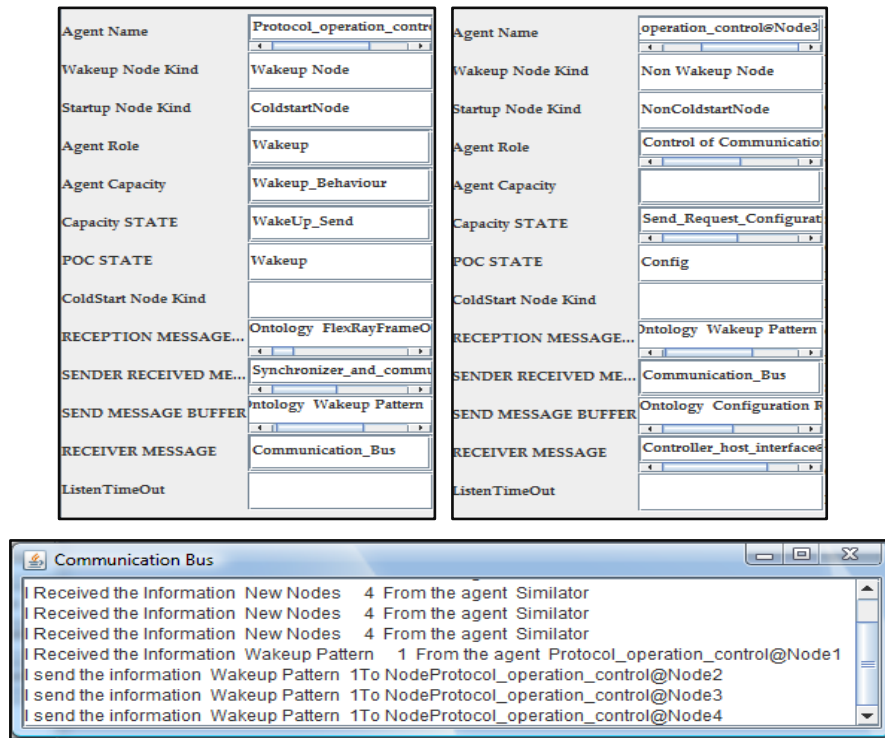 Agent Name Protocol_operation_contr
Wakeup Node Kind Wakeup Node
Startup Node Kind ColdstartNode
Agent Role Wakeup
Agent Capacity Wakeup_Behaviour
Capacity STATE WakeUp_Send
POC STATE Wakeup
ColdStart Node Kind
RECEPTION MESSAGE... Ontology FlexRayFrameO
SENDER RECEIVED ME... Synchronizer_and_commu
SEND MESSAGE BUFFER ntology Wakeup Pattern
RECEIVER MESSAGE Communication_Bus
ListenTimeOut
Agent Name operation_control@Node3
Wakeup Node Kind Non Wakeup Node
Startup Node Kind NonColdstartNode
Agent Role Control of Communicatio
Agent Capacity
Capacity STATE Send_Request_Configurat
POC STATE Config
ColdStart Node Kind
RECEPTION MESSAGE... Ontology Wakeup Pattern
SENDER RECEIVED ME... Communication_Bus
SEND MESSAGE BUFFER Ontology Configuration R
RECEIVER MESSAGE Controller_host_interface@
ListenTimeOut
Communication Bus
I Received the Information New Nodes 4 From the agent Similator
I Received the Information New Nodes 4 From the agent Similator
I Received the Information New Nodes 4 From the agent Similator
I Received the Information Wakeup Pattern 1 From the agent Protocol_operation_control@Node1
I send the information Wakeup Pattern 1To NodeProtocol_operation_control@Node2
I send the information Wakeup Pattern 1To NodeProtocol_operation_control@Node3
I send the information Wakeup Pattern 1To NodeProtocol_operation_control@Node4